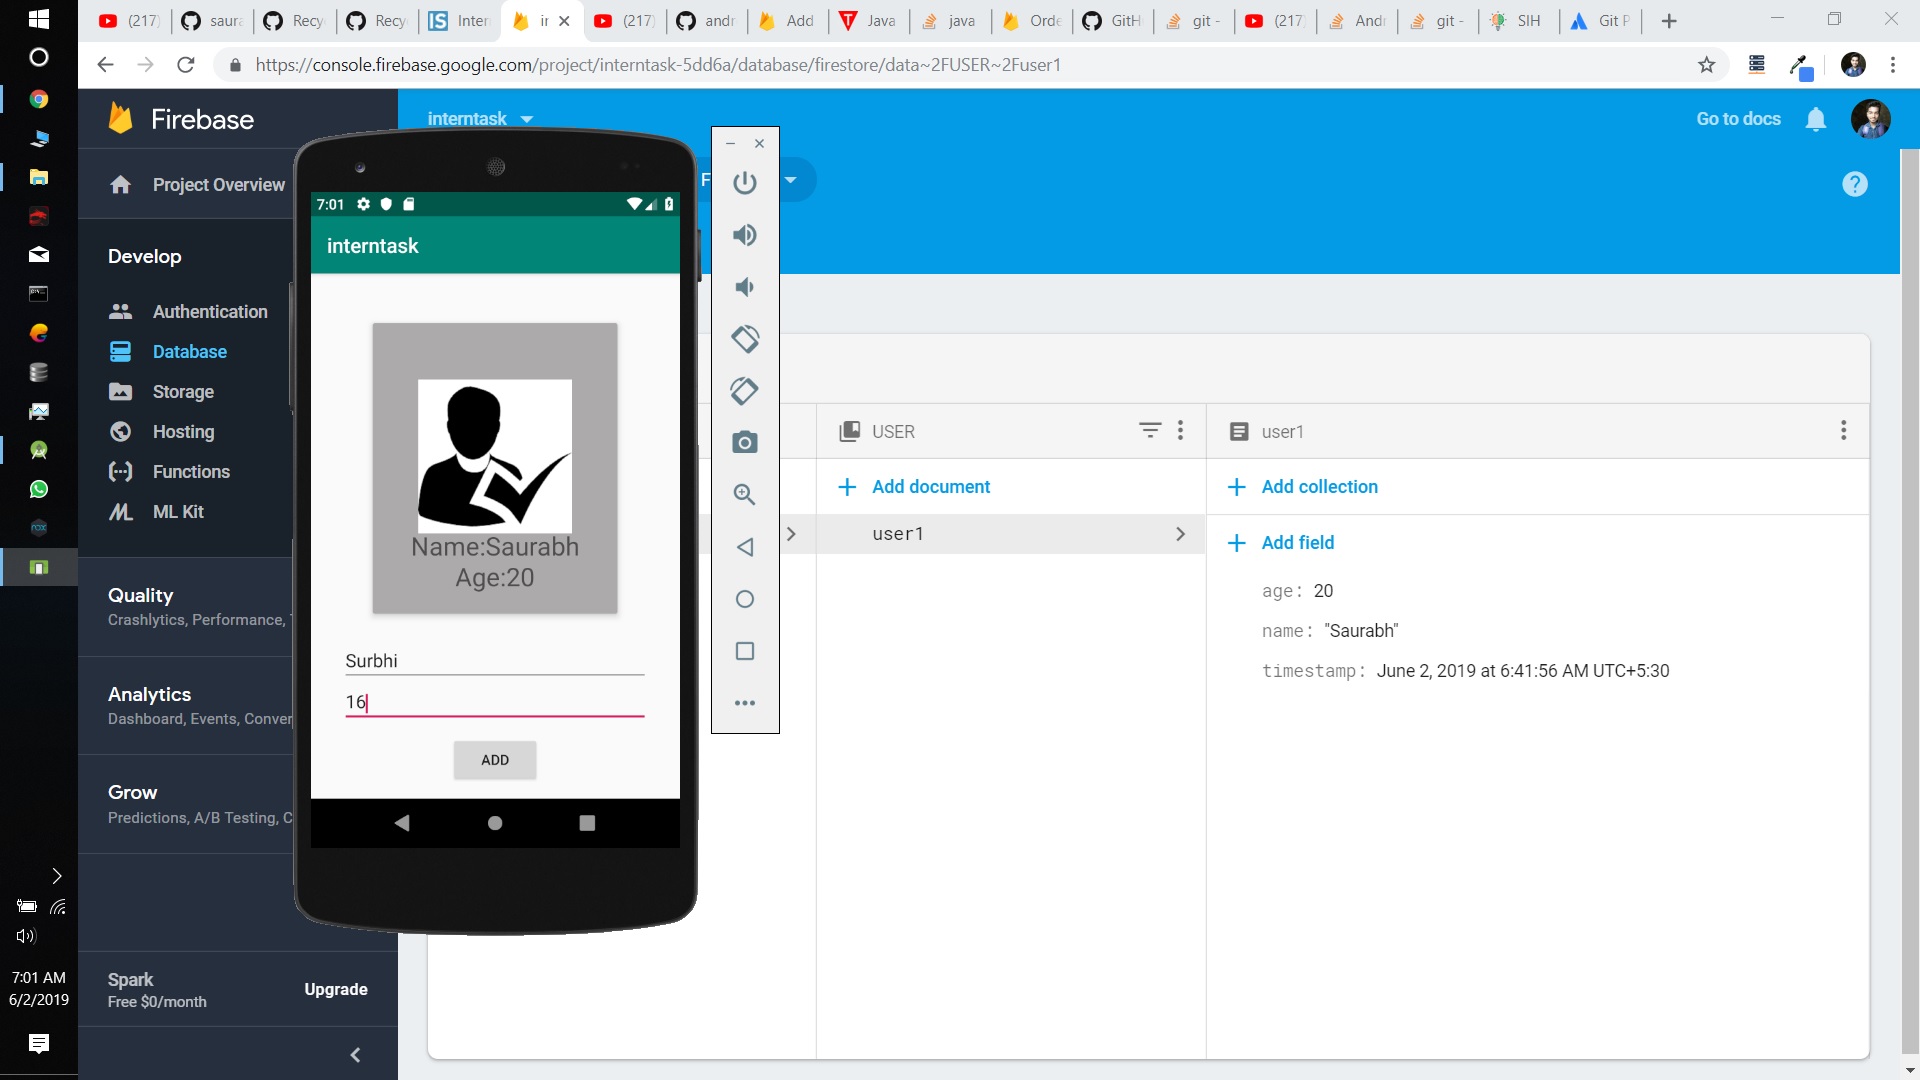 (217)
saura
Recy
Recy
Inter
(217)
andr
Add
Java
java
Orde
GitH
git -
(217)
Andr
git -
SIH
Git P
https://console.firebase.google.com/project/interntask-5dd6a/database/firestore/data~2FUSER~2Fuser1
Firebase
interntask
Go to docs
Project Overview
Develop
Authentication
Database
Storage
Hosting
Functions
ML Kit
Quality
Crashlytics, Performance,
Analytics
Dashboard, Events, Conver
Grow
Predictions, A/B Testing, C
Spark
Free $0/month
Upgrade
7:01
interntask
Name:Saurabh
Age:20
Surbhi
16
ADD
USER
Add document
user1
user1
Add collection
Add field
age: 20
name: "Saurabh"
timestamp: June 2, 2019 at 6:41:56 AM UTC+5:30
7:01 AM
6/2/2019